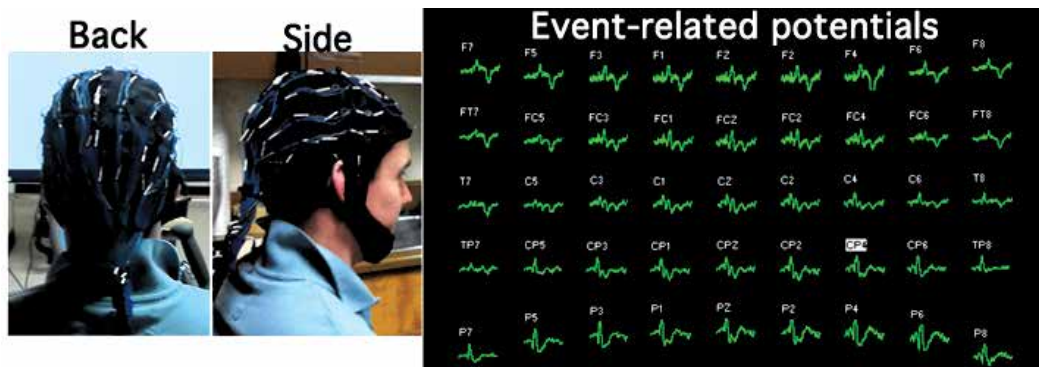 Back
Side
Event-related potentials
F7 F5 F3 F1 FZ F2 F4 F6 F8
FT7 FC5 FC3 FC1 FCZ FC2 FC4 FC6 FT8
T7 C5 C3 C1 CZ C2 C4 C6 T8
TP7 CP5 CP3 CP1 CPZ CP2 CP4 CP6 TP8
P7 P5 P3 P1 PZ P2 P4 P6 P8